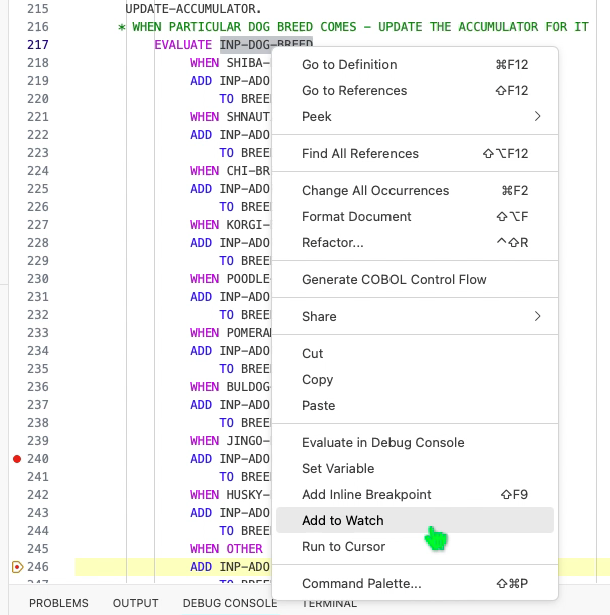 215 UPDATE-ACCUMULATOR.
216 * WHEN PARTICULAR DOG BREED COMES - UPDATE THE ACCUMULATOR FOR IT
217 EVALUATE INP-DOG-BREED
218 WHEN SHIBA-
219 ADD INP-ADO
220 TO BREE
221 WHEN SHNAUT
222 ADD INP-ADO
223 TO BREE
224 WHEN CHI-BR
225 ADD INP-ADO
226 TO BREE
227 WHEN KORGI-
228 ADD INP-ADO
229 TO BREE
230 WHEN POODLE
231 ADD INP-ADO
232 TO BREE
233 WHEN POMERA
234 ADD INP-ADO
235 TO BREE
236 WHEN BULDOG
237 ADD INP-ADO
238 TO BREE
239 WHEN JINGO-
240 ADD INP-ADO
241 TO BREE
242 WHEN HUSKY-
243 ADD INP-ADO
244 TO BREE
245 WHEN OTHER
246 ADD INP-ADO
Go to Definition ⌘F12
Go to References ⇧F12
Peek >
Find All References ⇧⌥F12
Change All Occurrences ⌘F2
Format Document ⇧⌥F
Refactor... ^⇧R
Generate COBOL Control Flow
Share >
Cut
Copy
Paste
Evaluate in Debug Console
Set Variable
Add Inline Breakpoint ⇧F9
Add to Watch
Run to Cursor
Command Palette... ⇧⌘P
PROBLEMS OUTPUT DEBUG CONSOLE TERMINAL